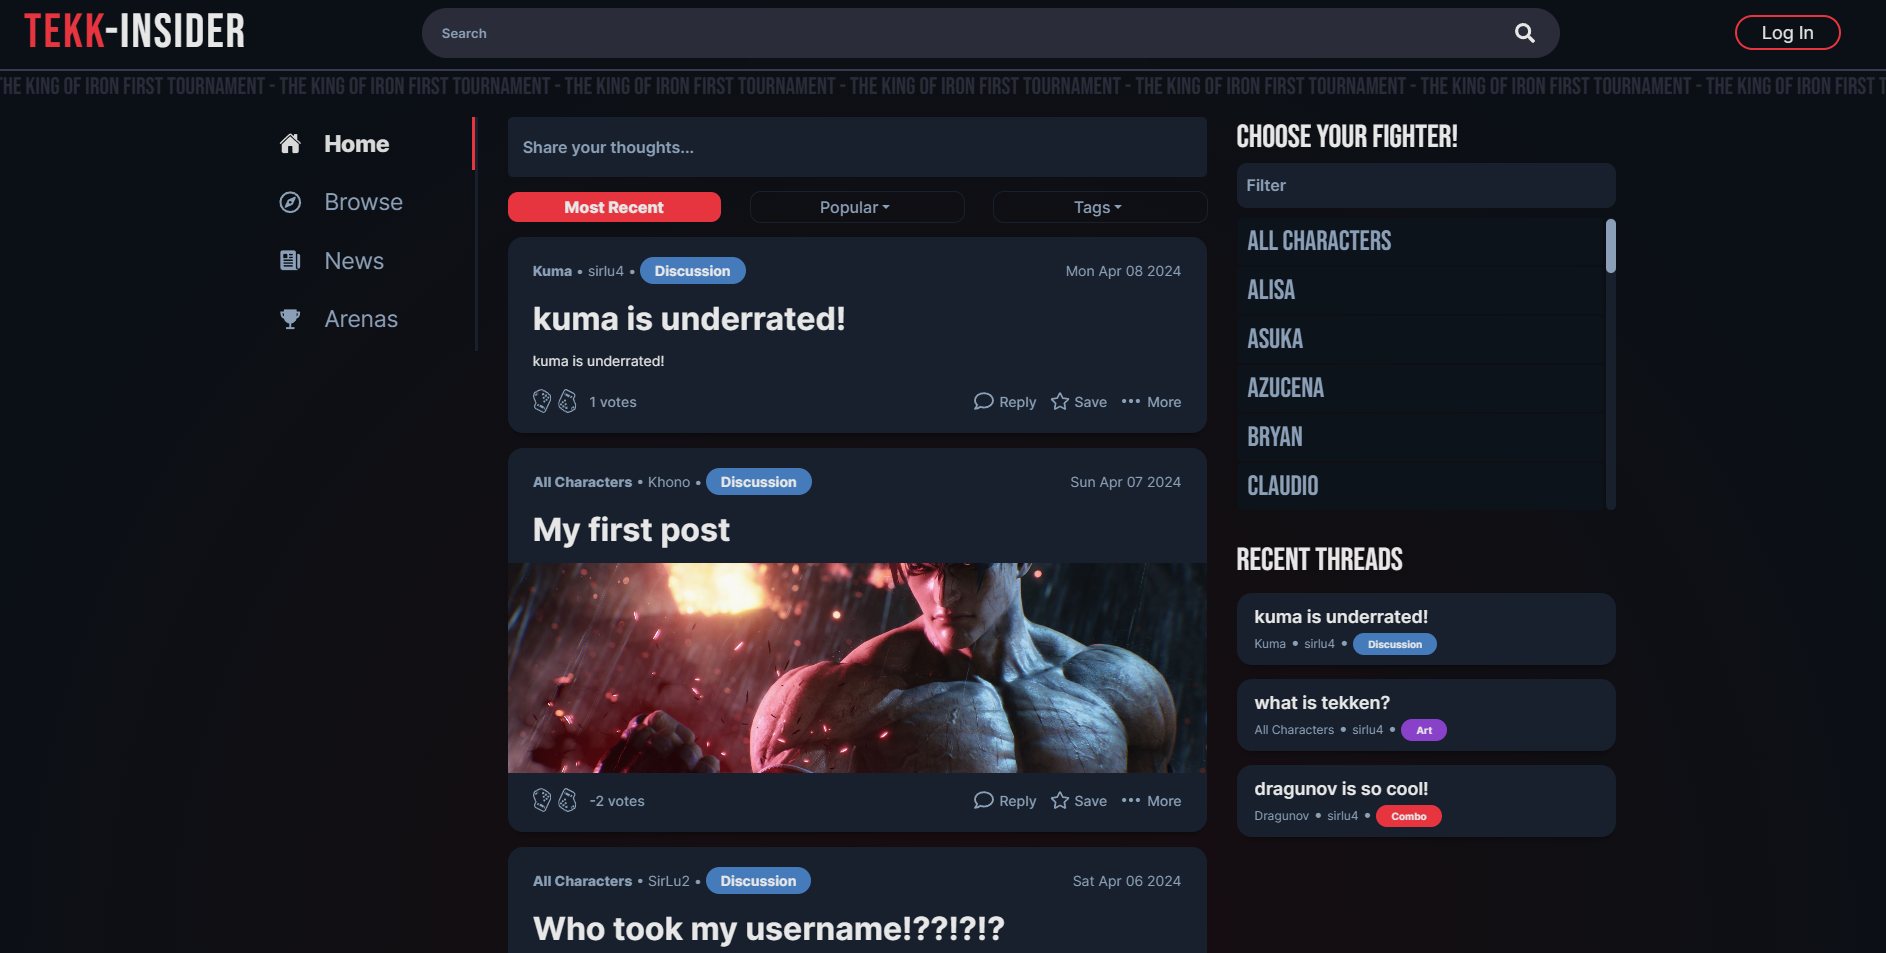 TEKK-INSIDER
Search
Log In
THE KING OF IRON FIRST TOURNAMENT - THE KING OF IRON FIRST TOURNAMENT - THE KING OF IRON FIRST TOURNAMENT - THE KING OF IRON FIRST TOURNAMENT - THE KING OF IRON FIRST TOURNAMENT - THE KING OF IRON FIRST TOURNAMENT - THE KING OF IRON FIRST T
Home
Browse
News
Arenas
Share your thoughts...
Most Recent
Popular
Tags
Kuma • sirlu4 • Discussion
Mon Apr 08 2024
kuma is underrated!
kuma is underrated!
1 votes
Reply Save More
All Characters • Khono • Discussion
Sun Apr 07 2024
My first post
-2 votes
Reply Save More
All Characters • SirLu2 • Discussion
Sat Apr 06 2024
Who took my username!??!?!?
CHOOSE YOUR FIGHTER!
Filter
ALL CHARACTERS
ALISA
ASUKA
AZUCENA
BRYAN
CLAUDIO
RECENT THREADS
kuma is underrated!
Kuma • sirlu4 • Discussion
what is tekken?
All Characters • sirlu4 • Art
dragunov is so cool!
Dragunov • sirlu4 • Combo